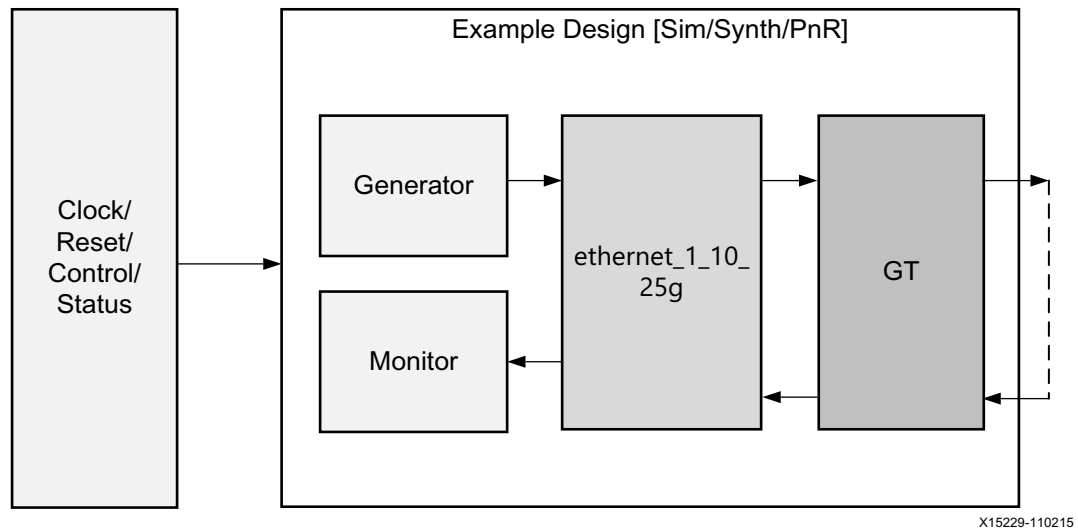 Example Design [Sim/Synth/PnR]
Clock/
Reset/
Control/
Status
Generator
Monitor
ethernet_1_10_
25g
GT
X15229-110215